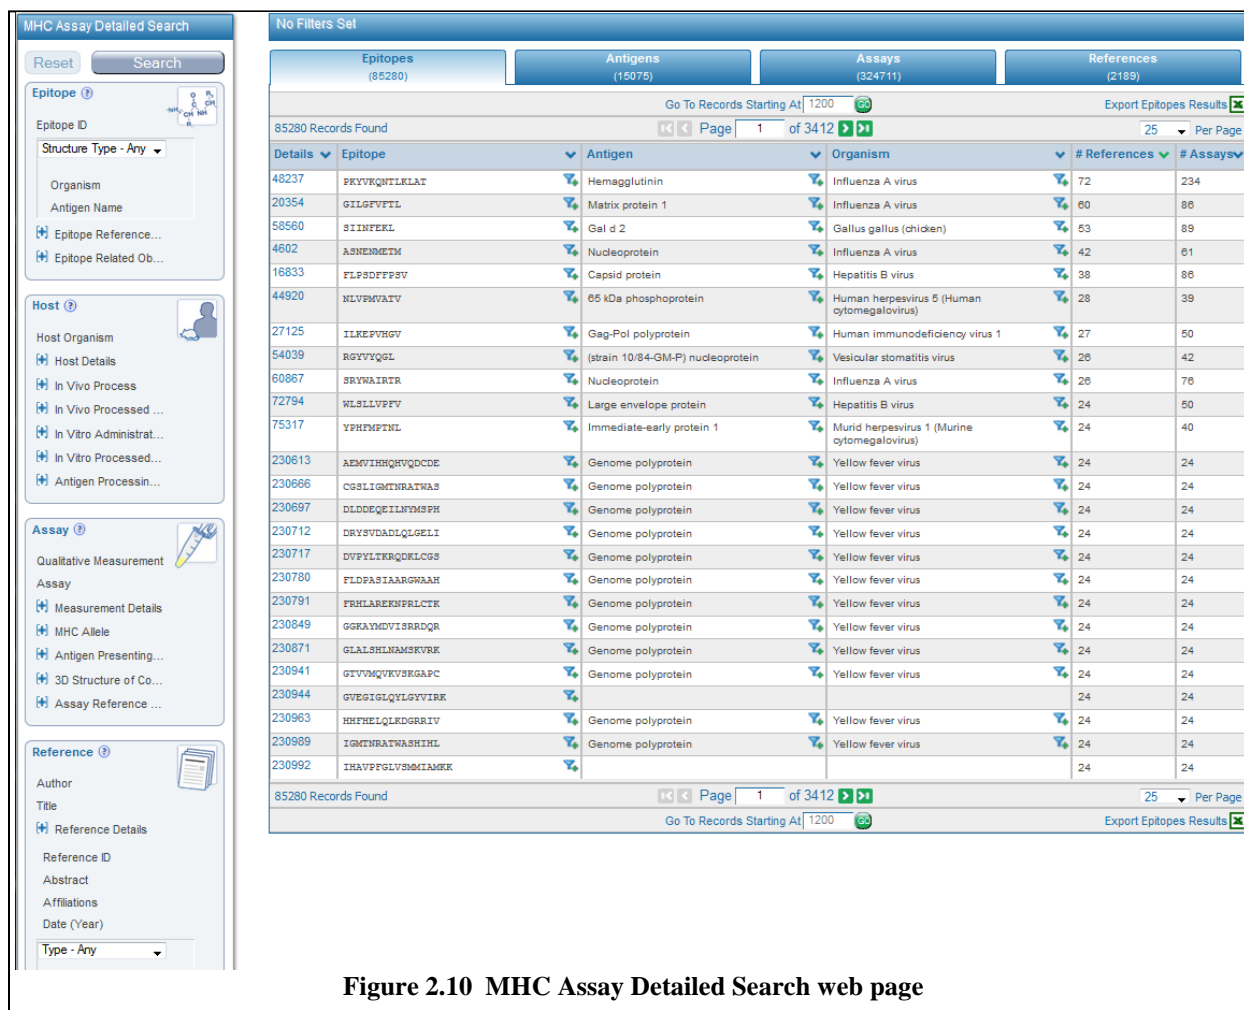 MHC Assay Detailed Search
Reset Search
Epitope ?
Epitope ID
Structure Type - Any
Organism
Antigen Name
Epitope Reference...
Epitope Related Ob...
Host ?
Host Organism
Host Details
In Vivo Process
In Vivo Processed ...
In Vitro Administrat...
In Vitro Processed...
Antigen Processin...
Assay ?
Qualitative Measurement
Assay
Measurement Details
MHC Allele
Antigen Presenting...
3D Structure of Co...
Assay Reference ...
Reference ?
Author
Title
Reference Details
Reference ID
Abstract
Affiliations
Date (Year)
Type - Any
No Filters Set
Epitopes Antigens Assays References
(85280) (15075) (324711) (2189)
Go To Records Starting At 1200 GO Export Epitopes Results
85280 Records Found Page 1 of 3412 25 Per Page
Details Epitope Antigen Organism # References # Assays
48237 PKYVKQNTLKLAT Hemagglutinin Influenza A virus 72 234
20354 GILGFVFTL Matrix protein 1 Influenza A virus 60 86
58560 SIINFEKL Gal d 2 Gallus gallus (chicken) 53 89
4602 ASNENMETM Nucleoprotein Influenza A virus 42 61
16833 FLPSDFFPSV Capsid protein Hepatitis B virus 38 86
44920 NLVPMVATV 65 kDa phosphoprotein Human herpesvirus 5 (Human 28 39
cytomegalovirus)
27125 ILKEPVHGV Gag-Pol polyprotein Human immunodeficiency virus 1 27 50
54039 RGYVYQGL (strain 10/84-GM-P) nucleoprotein Vesicular stomatitis virus 26 42
60867 SRYWAIRTR Nucleoprotein Influenza A virus 26 76
72794 WLSLLVPFV Large envelope protein Hepatitis B virus 24 50
75317 YPHFMPTNL Immediate-early protein 1 Murid herpesvirus 1 (Murine 24 40
cytomegalovirus)
230613 AEMVIHHQHVQDCDE Genome polyprotein Yellow fever virus 24 24
230666 CGSLIGMTNRATWAS Genome polyprotein Yellow fever virus 24 24
230697 DLDDEQEILNYMSPH Genome polyprotein Yellow fever virus 24 24
230712 DRYSVDADLQLGELI Genome polyprotein Yellow fever virus 24 24
230717 DVPYLTKRQDKLCGS Genome polyprotein Yellow fever virus 24 24
230780 FLDPASIAARGWAAH Genome polyprotein Yellow fever virus 24 24
230791 FRHLAREKNPRLCTK Genome polyprotein Yellow fever virus 24 24
230849 GGKAYMDVISRRDQR Genome polyprotein Yellow fever virus 24 24
230871 GLALSHLNAMSKVRK Genome polyprotein Yellow fever virus 24 24
230941 GTVVMQVKVSKGAPC Genome polyprotein Yellow fever virus 24 24
230944 GVEGIGLQYLGYVIRK 24 24
230963 HHFHELQLKDGRRIV Genome polyprotein Yellow fever virus 24 24
230989 IGMTNRATWASHIHL Genome polyprotein Yellow fever virus 24 24
230992 IHAVPFGLVSMMIAMKK 24 24
85280 Records Found Page 1 of 3412 25 Per Page
Go To Records Starting At 1200 GO Export Epitopes Results
Figure 2.10 MHC Assay Detailed Search web page